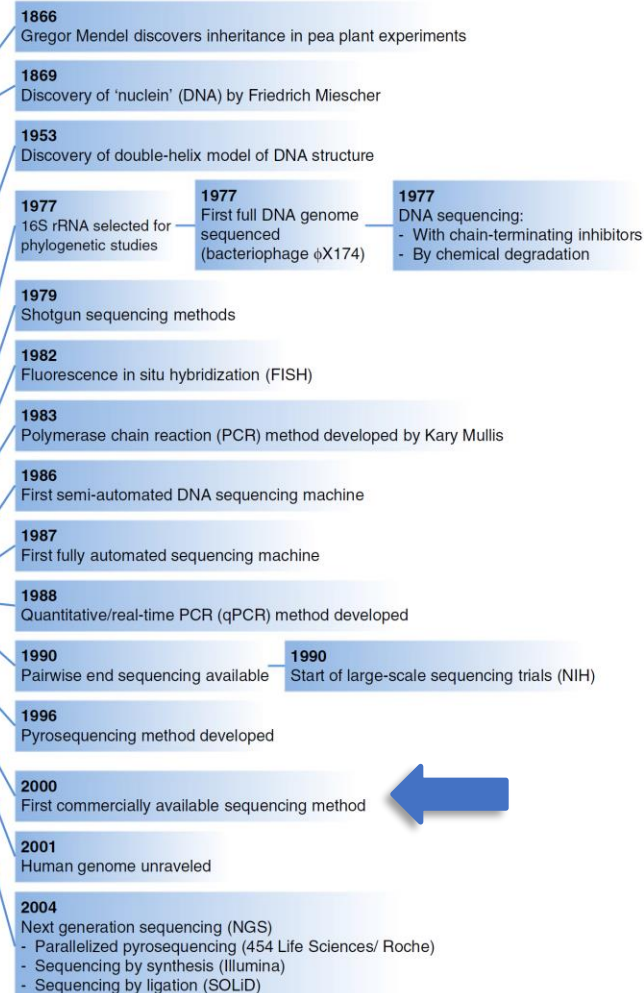 1866
Gregor Mendel discovers inheritance in pea plant experiments
1869
Discovery of ‘nuclein’ (DNA) by Friedrich Miescher
1953
Discovery of double-helix model of DNA structure
1977
16S rRNA selected for
phylogenetic studies
1977
First full DNA genome
sequenced
(bacteriophage ϕX174)
1977
DNA sequencing:
- With chain-terminating inhibitors
- By chemical degradation
1979
Shotgun sequencing methods
1982
Fluorescence in situ hybridization (FISH)
1983
Polymerase chain reaction (PCR) method developed by Kary Mullis
1986
First semi-automated DNA sequencing machine
1987
First fully automated sequencing machine
1988
Quantitative/real-time PCR (qPCR) method developed
1990
Pairwise end sequencing available
1990
Start of large-scale sequencing trials (NIH)
1996
Pyrosequencing method developed
2000
First commercially available sequencing method
2001
Human genome unraveled
2004
Next generation sequencing (NGS)
- Parallelized pyrosequencing (454 Life Sciences/ Roche)
- Sequencing by synthesis (Illumina)
- Sequencing by ligation (SOLiD)